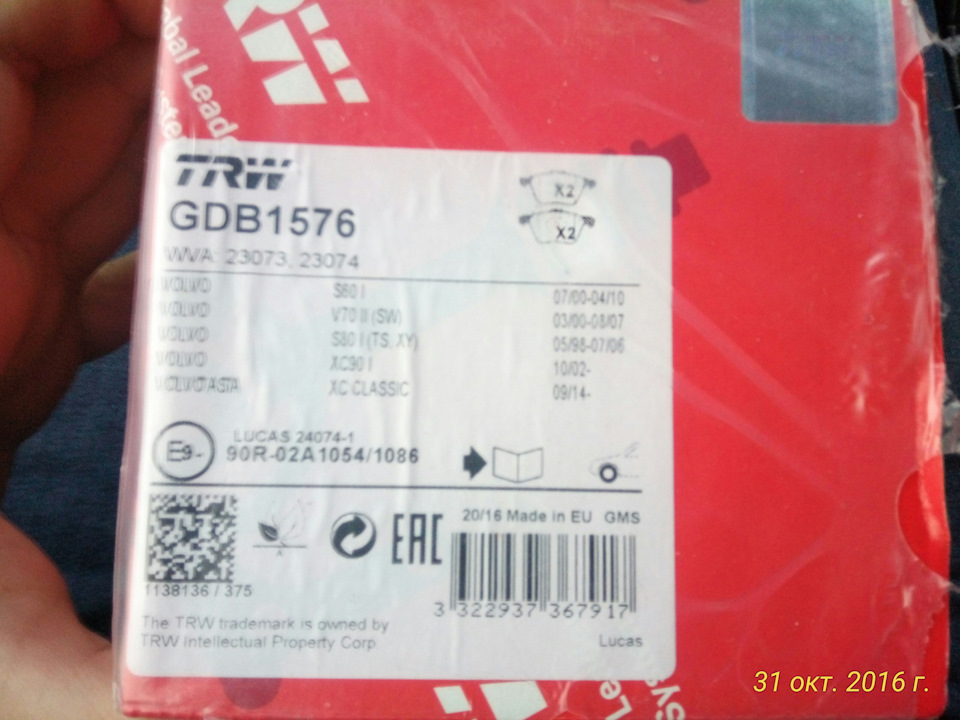 TRW
GDB1576
WVA: 23073, 23074
X2
X2
VOLVO S60 I 07/00-04/10
VOLVO V70 II (SW) 03/00-08/07
VOLVO S80 I (TS, XY) 05/98-07/06
VOLVO XC90 I 10/02-
VOLVO ASIA XC CLASSIC 09/14-
E9-
LUCAS 24074-1
90R-02A1054/1086
A
EAC
20/16 Made in EU GMS
1138136 / 375
3 322937 367917
The TRW trademark is owned by
TRW Intellectual Property Corp
Lucas
31 окт. 2016 г.